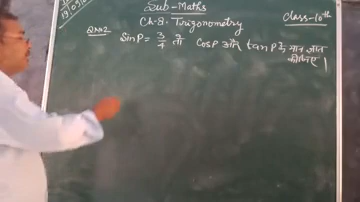 Sub-Maths
Ch-8. Trigonometry
Class-10th
प्रश्न2 SinP = 3/4 है तो CosP और tanP के मान ज्ञात
कीजिए।